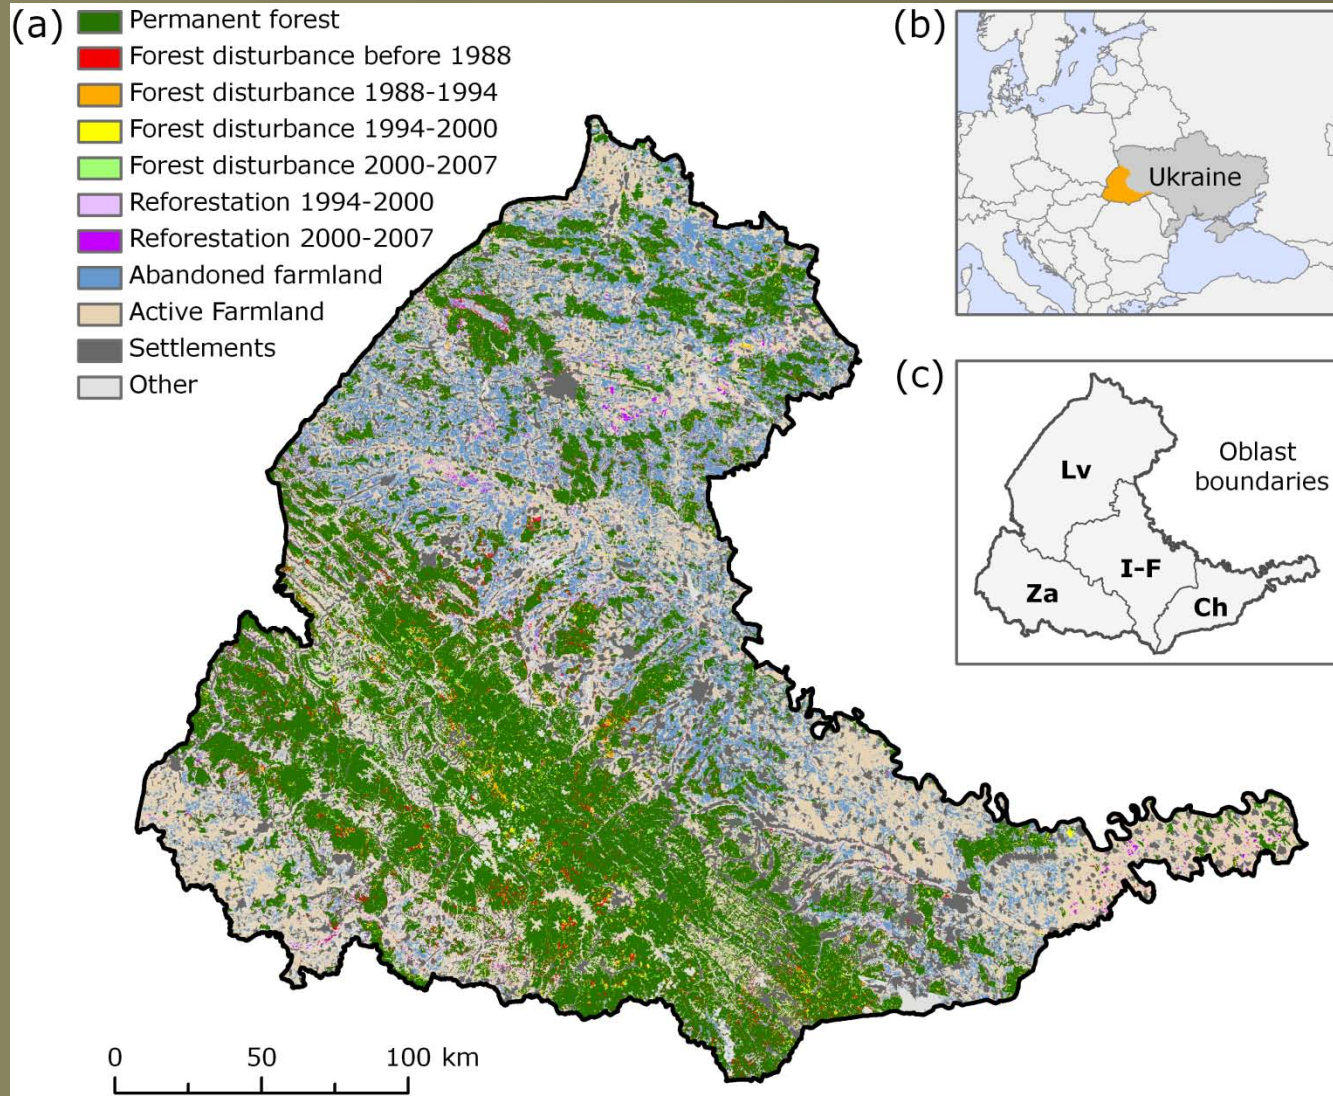 (a)
Permanent forest
Forest disturbance before 1988
Forest disturbance 1988-1994
Forest disturbance 1994-2000
Forest disturbance 2000-2007
Reforestation 1994-2000
Reforestation 2000-2007
Abandoned farmland
Active Farmland
Settlements
Other
0 50 100 km
(b)
Ukraine
(c)
Oblast
boundaries
Lv
I-F
Za
Ch